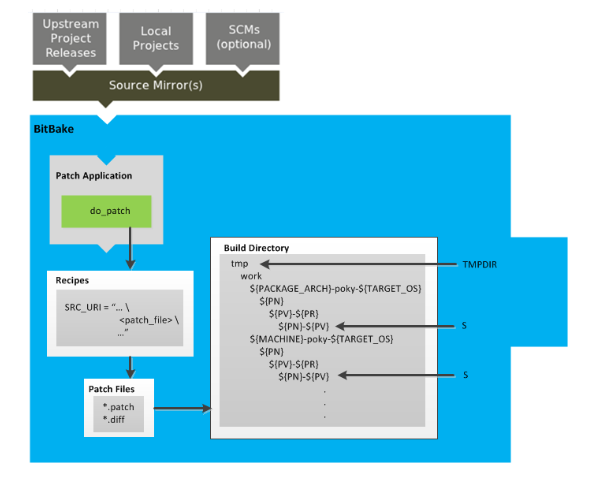 Upstream
Project
Releases
Local
Projects
SCMs
(optional)
Source Mirror(s)
BitBake
Patch Application
do_patch
Recipes
SRC_URI = "... \
<patch_file> \
..."
Patch Files
*.patch
*.diff
Build Directory
tmp
TMPDIR
work
${PACKAGE_ARCH}-poky-${TARGET_OS}
${PN}
${PV}-${PR}
${PN}-${PV}
S
${MACHINE}-poky-${TARGET_OS}
${PN}
${PV}-${PR}
${PN}-${PV}
S
.
.
.